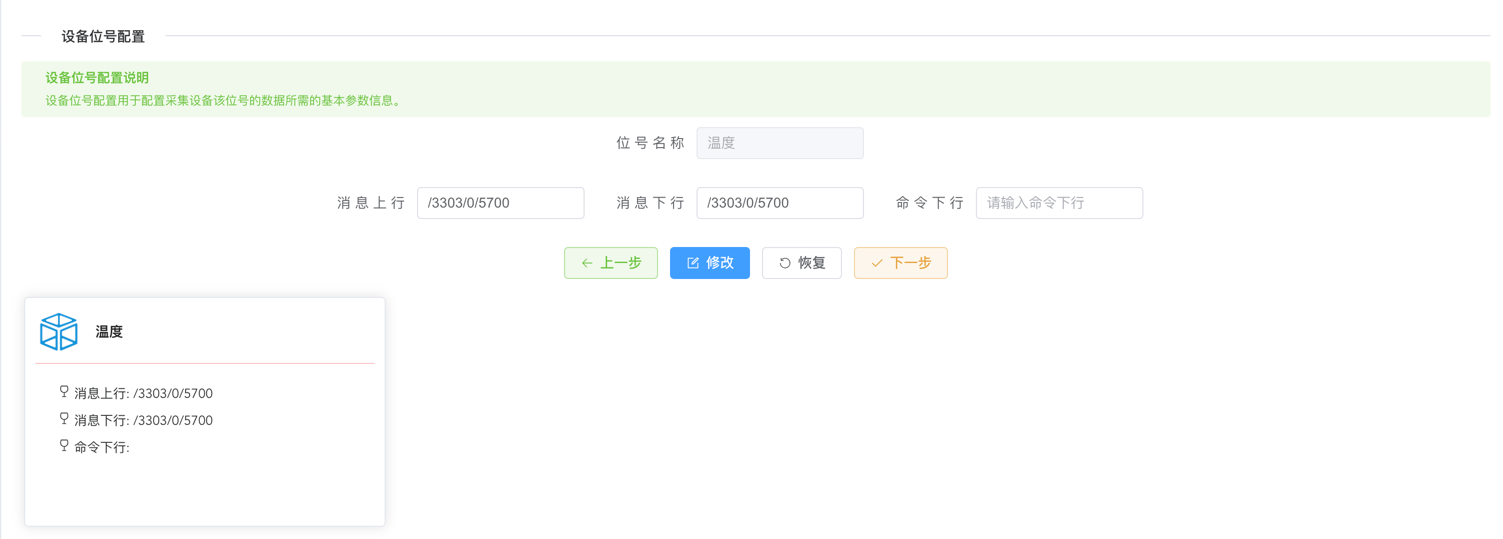 设备位号配置
设备位号配置说明
设备位号配置用于配置采集设备该位号的数据所需的基本参数信息。
位号名称 温度
消息上行 /3303/0/5700 消息下行 /3303/0/5700 命令下行 请输入命令下行
上一步 修改 恢复 下一步
温度
消息上行: /3303/0/5700
消息下行: /3303/0/5700
命令下行: